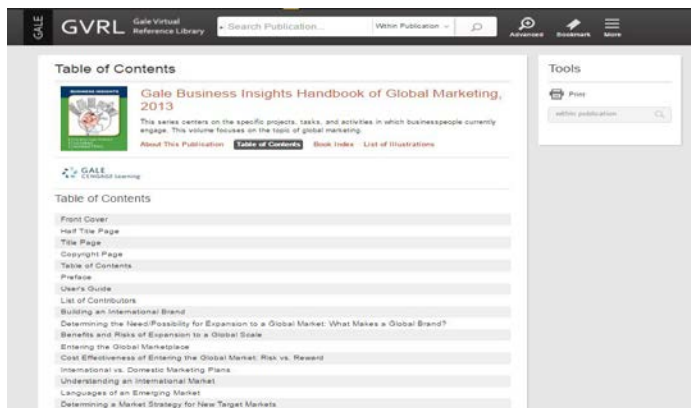 GALE
GVRL Gale Virtual Reference Library
Search Publication...
Within Publication
Advanced
Bookmark
More
Table of Contents
Gale Business Insights Handbook of Global Marketing,
2013
This series centers on the specific projects, tasks, and activities in which businesspeople currently
engage. This volume focuses on the topic of global marketing.
About This Publication Table of Contents Book Index List of Illustrations
GALE
CENGAGE Learning
Table of Contents
Front Cover
Half Title Page
Title Page
Copyright Page
Table of Contents
Preface
User's Guide
List of Contributors
Building an International Brand
Determining the Need/Possibility for Expansion to a Global Market: What Makes a Global Brand?
Benefits and Risks of Expansion to a Global Scale
Entering the Global Marketplace
Cost Effectiveness of Entering the Global Market: Risk vs. Reward
International vs. Domestic Marketing Plans
Understanding an International Market
Languages of an Emerging Market
Determining a Market Strategy for New Target Markets
Tools
Print
within publication